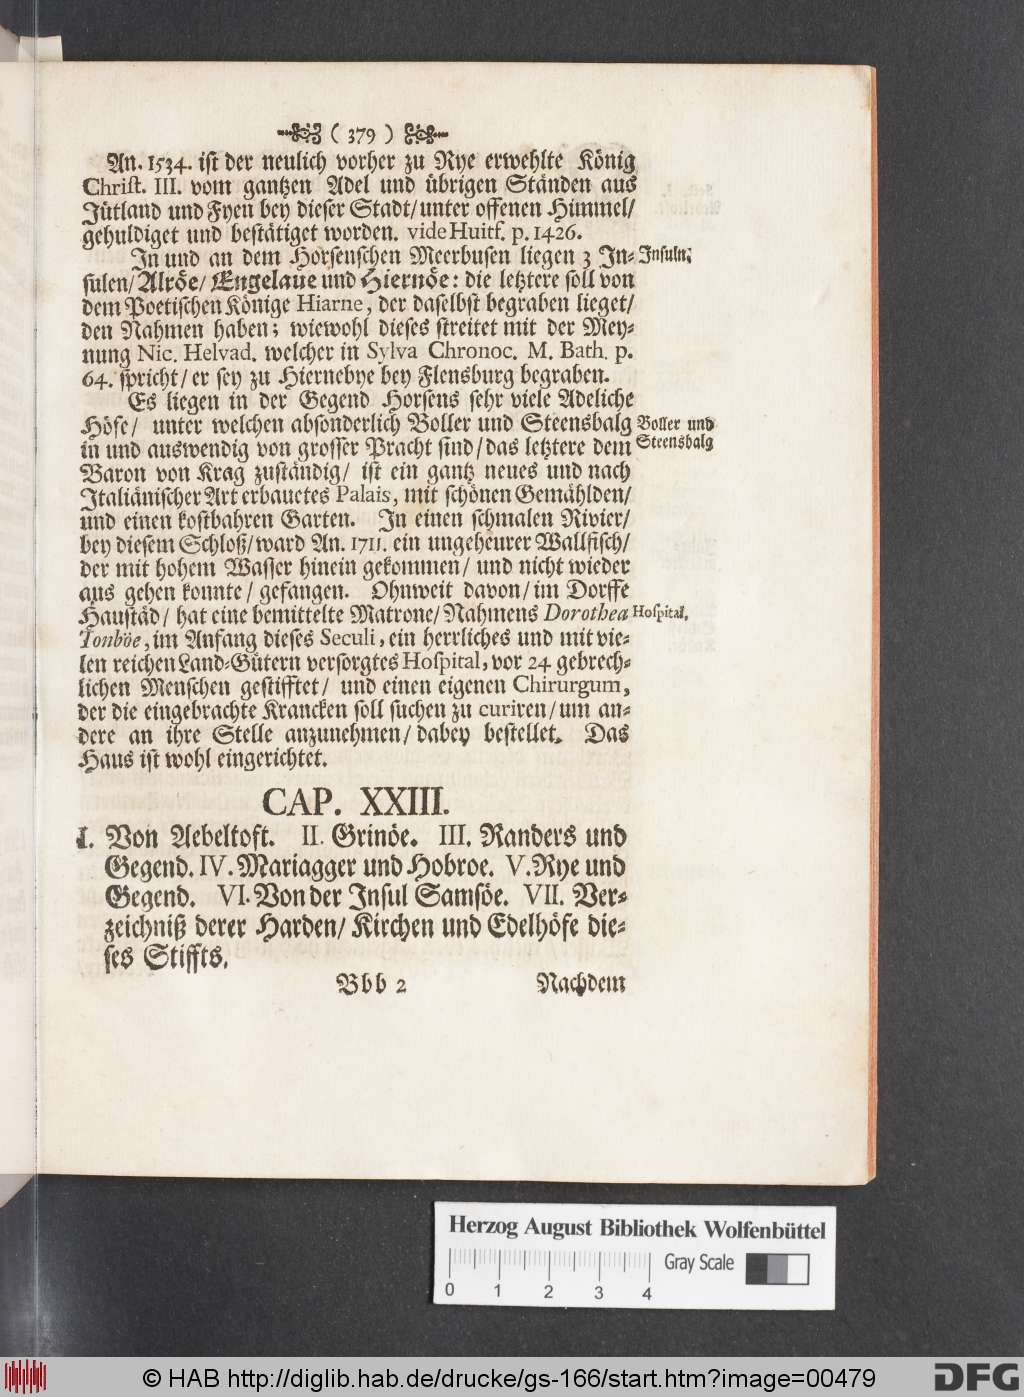 ( 379 )
An. 1534. ist der neulich vorher zu Rye erwehlte König
Christ. III. vom gantzen Adel und übrigen Ständen aus
Jütland und Fyen bey dieser Stadt/ unter offenen Himmel/
gehuldiget und bestätiget worden. vide Huitf. p. 1426.
In und an dem Horsenschen Meerbusen liegen 3 In-
Insuln.
sulen/ Alröe/ Engelaue und Hiernöe: die letztere soll von
dem Poetischen Könige Hiarne, der daselbst begraben lieget/
den Nahmen haben; wiewohl dieses streitet mit der Mey-
nung Nic. Helvad. welcher in Sylva Chronoc. M. Bath. p.
64. spricht/ er sey zu Hiernebye bey Flensburg begraben.
Es liegen in der Gegend Horsens sehr viele Adeliche
Höfe/ unter welchen absonderlich Boller und Steensbalg
Boller und
Steensbalg
in und auswendig von grosser Pracht sind/ das letztere dem
Baron von Krag zuständig/ ist ein gantz neues und nach
Italiänischer Art erbauetes Palais, mit schönen Gemählden/
und einen kostbahren Garten. In einen schmalen Rivier/
bey diesem Schloß/ ward An. 1711. ein ungeheurer Wallfisch/
der mit hohem Wasser hinein gekommen/ und nicht wieder
aus gehen konnte/ gefangen. Ohnweit davon/ im Dorffe
Haustäd/ hat eine bemittelte Matrone/ Nahmens Dorothea
Hospital.
Tonböe, im Anfang dieses Seculi, ein herrliches und mit vie-
len reichen Land-Gütern versorgtes Hospital, vor 24 gebrech-
lichen Menschen gestifftet/ und einen eigenen Chirurgum,
der die eingebrachte Krancken soll suchen zu curiren/ um an-
dere an ihre Stelle anzunehmen/ dabey bestellet. Das
Haus ist wohl eingerichtet.
CAP. XXIII.
I. Von Aebeltoft. II. Grinöe. III. Randers und
Gegend. IV. Mariagger und Hobroe. V. Rye und
Gegend. VI. Von der Insul Samsöe. VII. Ver-
zeichniß derer Harden/ Kirchen und Edelhöfe die-
ses Stiffts.
Bbb 2 Nachdem
Herzog August Bibliothek Wolfenbüttel
Gray Scale
0 1 2 3 4
© HAB http://diglib.hab.de/drucke/gs-166/start.htm?image=00479
DFG